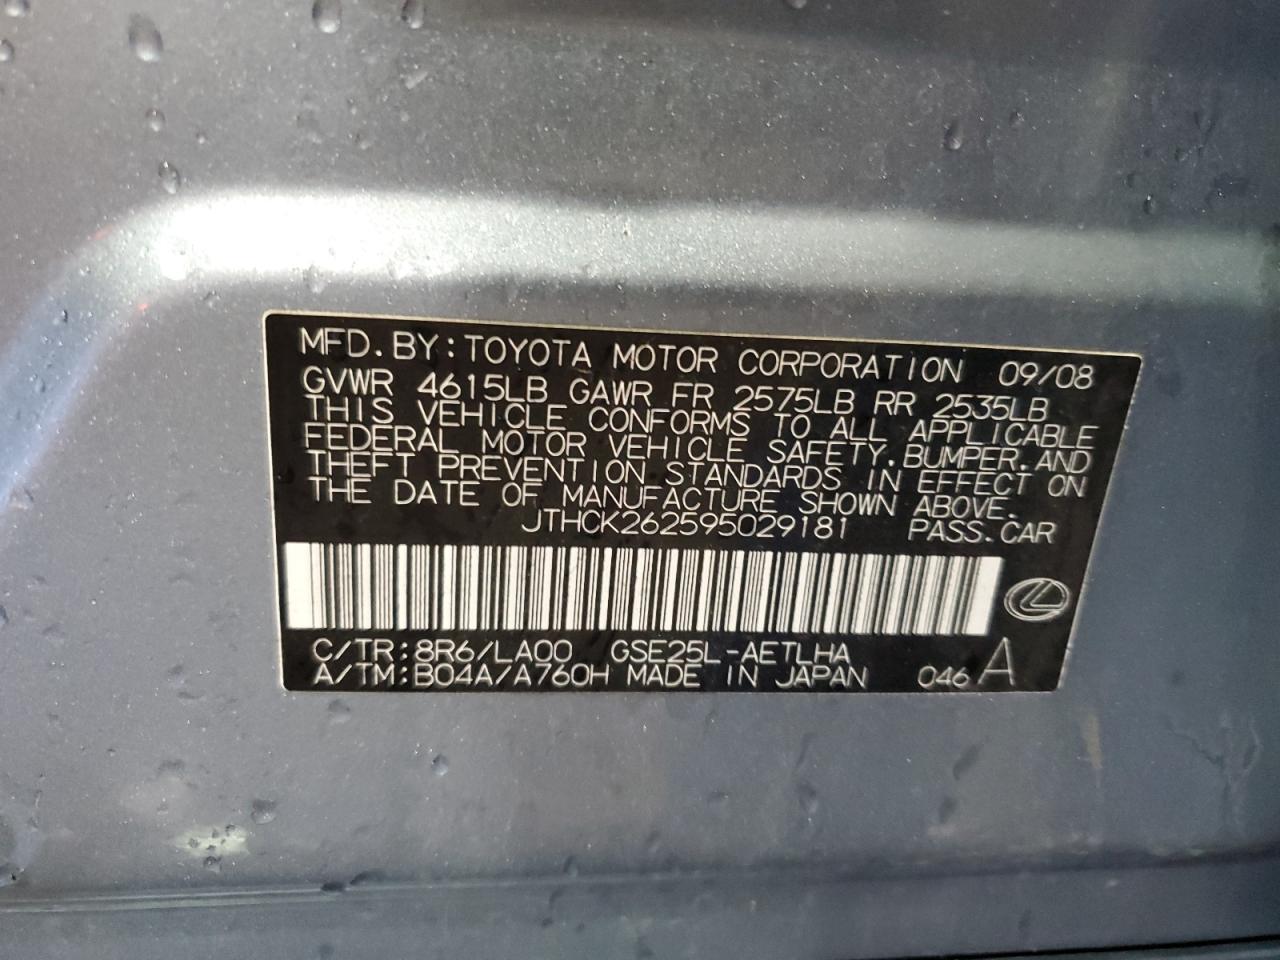 MFD.BY:TOYOTA MOTOR CORPORATION 09/08
GVWR 4615LB GAWR FR 2575LB RR 2535LB
THIS VEHICLE CONFORMS TO ALL APPLICABLE
FEDERAL MOTOR VEHICLE SAFETY,BUMPER,AND
THEFT PREVENTION STANDARDS IN EFFECT ON
THE DATE OF MANUFACTURE SHOWN ABOVE.
JTHCK262595029181 PASS.CAR
C/TR:8R6/LA00 GSE25L-AETLHA
A/TM:B04A/A760H MADE IN JAPAN 046 A